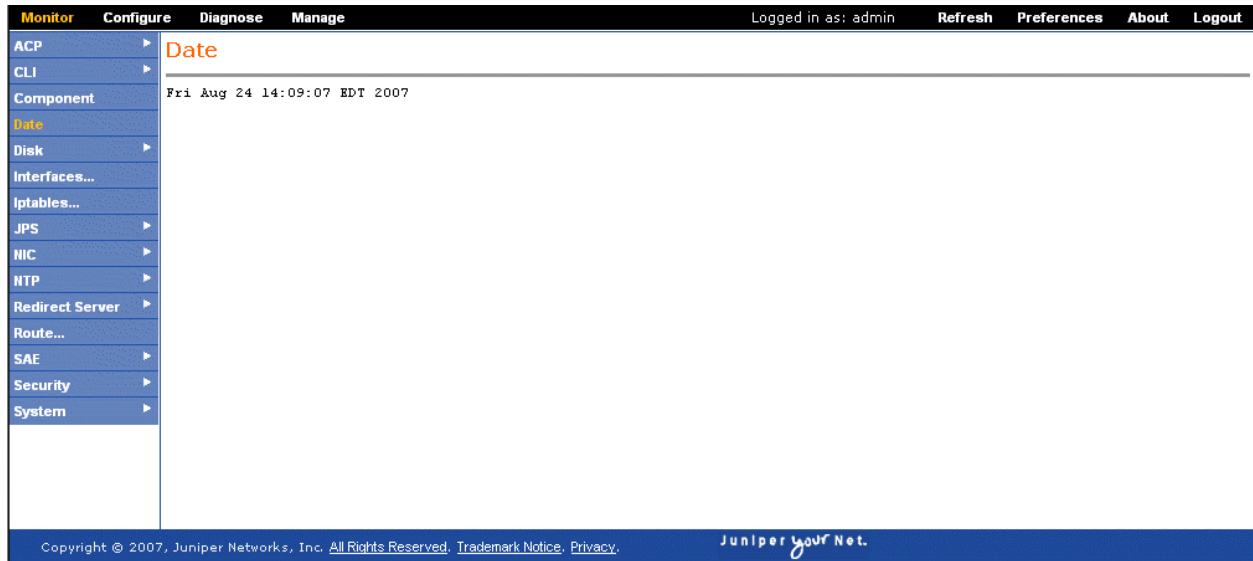 Monitor Configure Diagnose Manage Logged in as: admin Refresh Preferences About Logout
ACP
CLI
Component
Date
Disk
Interfaces...
Iptables...
JPS
NIC
NTP
Redirect Server
Route...
SAE
Security
System
Date
Fri Aug 24 14:09:07 EDT 2007
Copyright © 2007, Juniper Networks, Inc. All Rights Reserved. Trademark Notice. Privacy.
Juniper your Net.